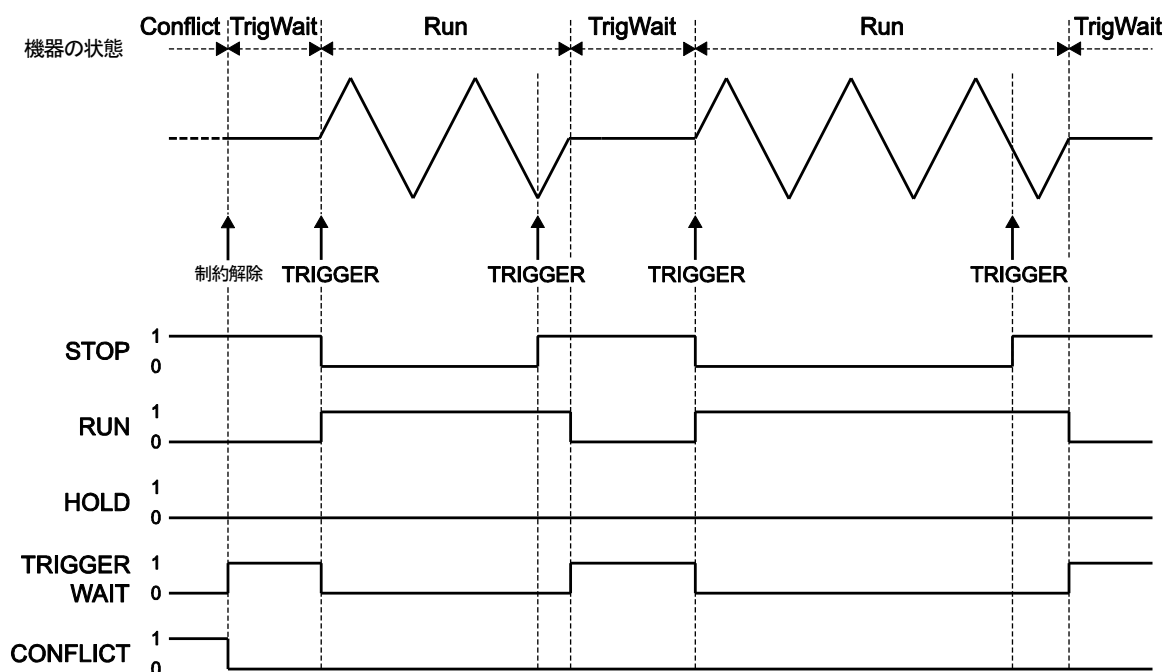 Conflict TrigWait Run TrigWait Run TrigWait
機器の状態
制約解除 TRIGGER TRIGGER TRIGGER TRIGGER
STOP 1
0
RUN 1
0
HOLD 1
0
TRIGGER WAIT 1
0
CONFLICT 1
0